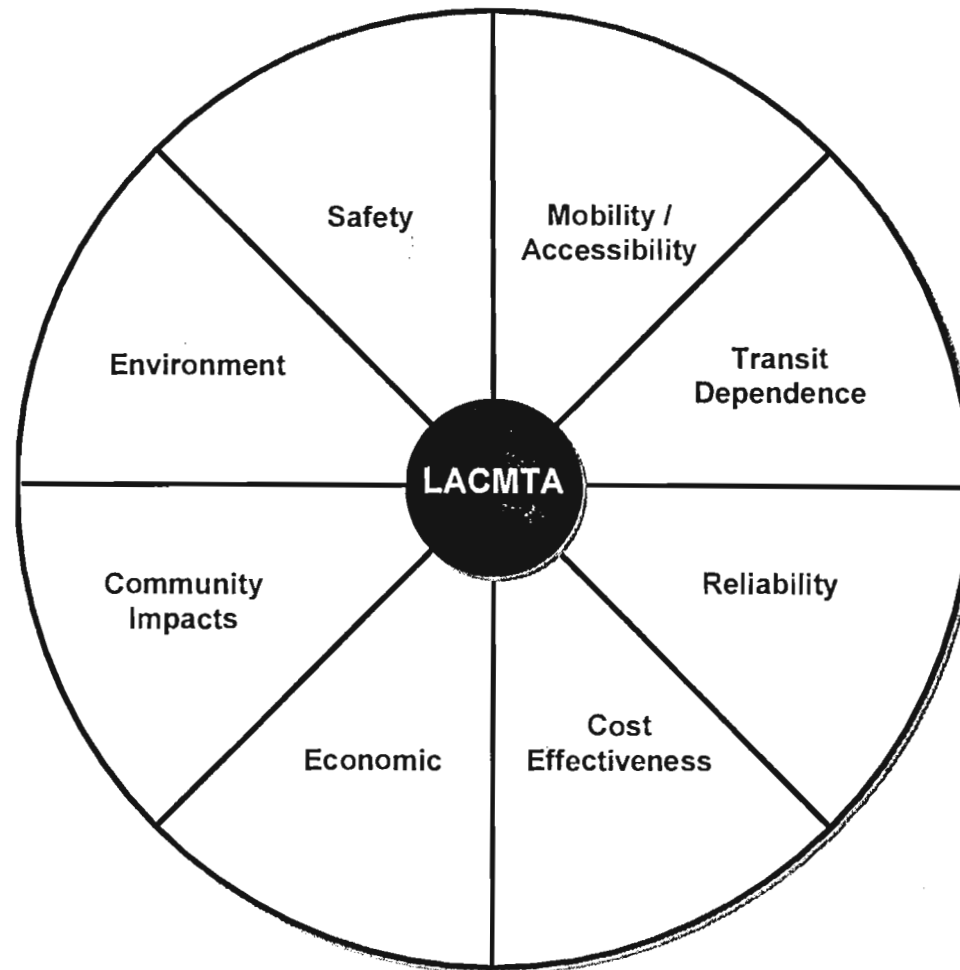 Safety
Mobility /
Accessibility
Environment
Transit
Dependence
LACMTA
Community
Impacts
Reliability
Economic
Cost
Effectiveness